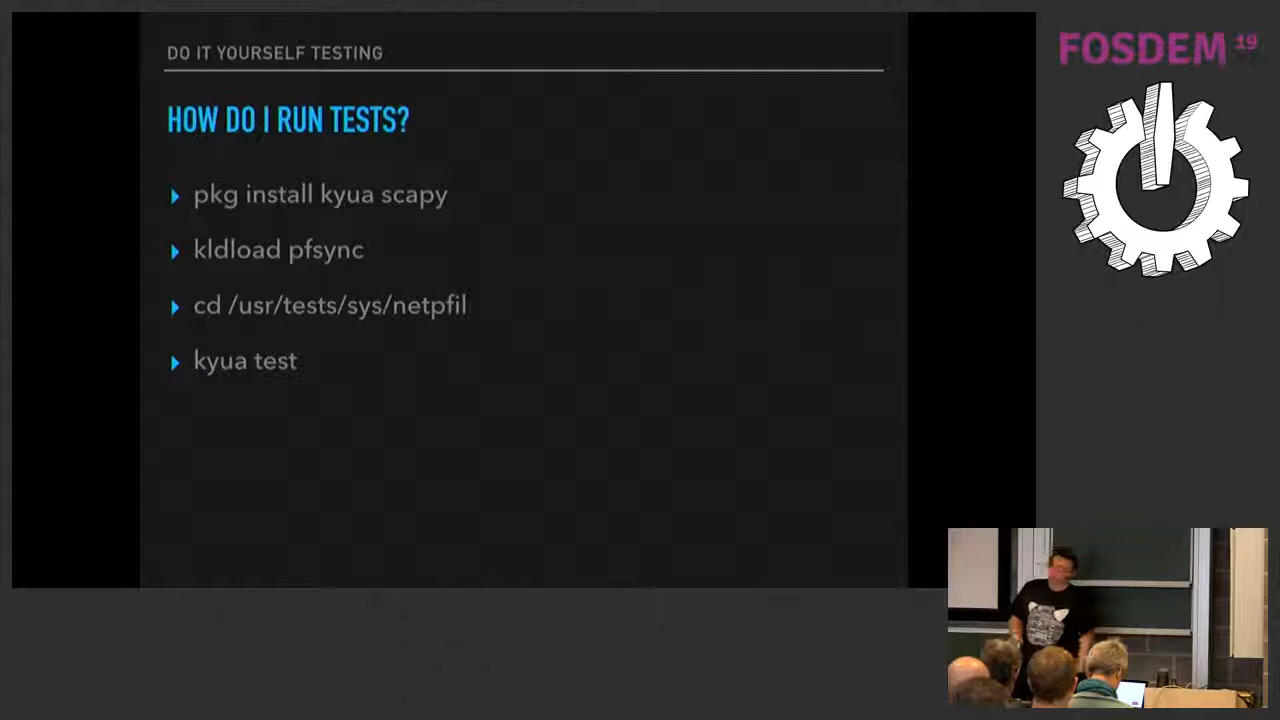 DO IT YOURSELF TESTING
HOW DO I RUN TESTS?
pkg install kyua scapy
kldload pfsync
cd /usr/tests/sys/netpfil
kyua test
FOSDEM 19